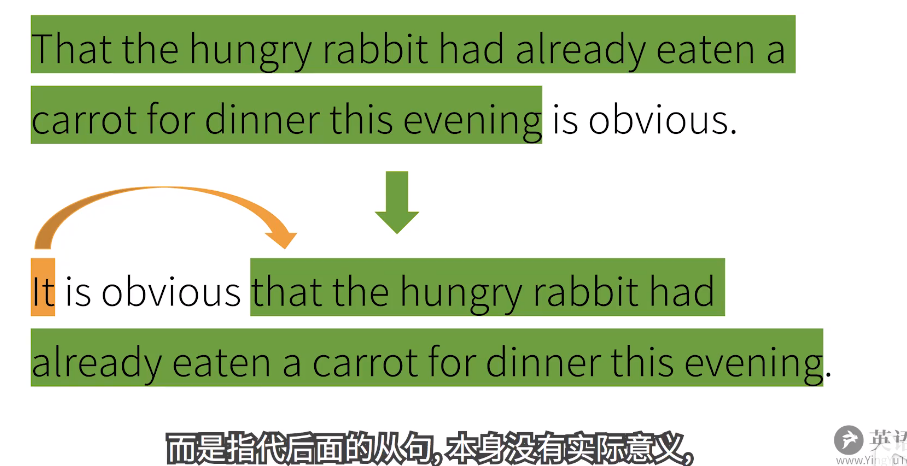 That the hungry rabbit had already eaten a
carrot for dinner this evening is obvious.
It is obvious that the hungry rabbit had
already eaten a carrot for dinner this evening.
而是指代后面的从句, 本身没有实际意义,
英语